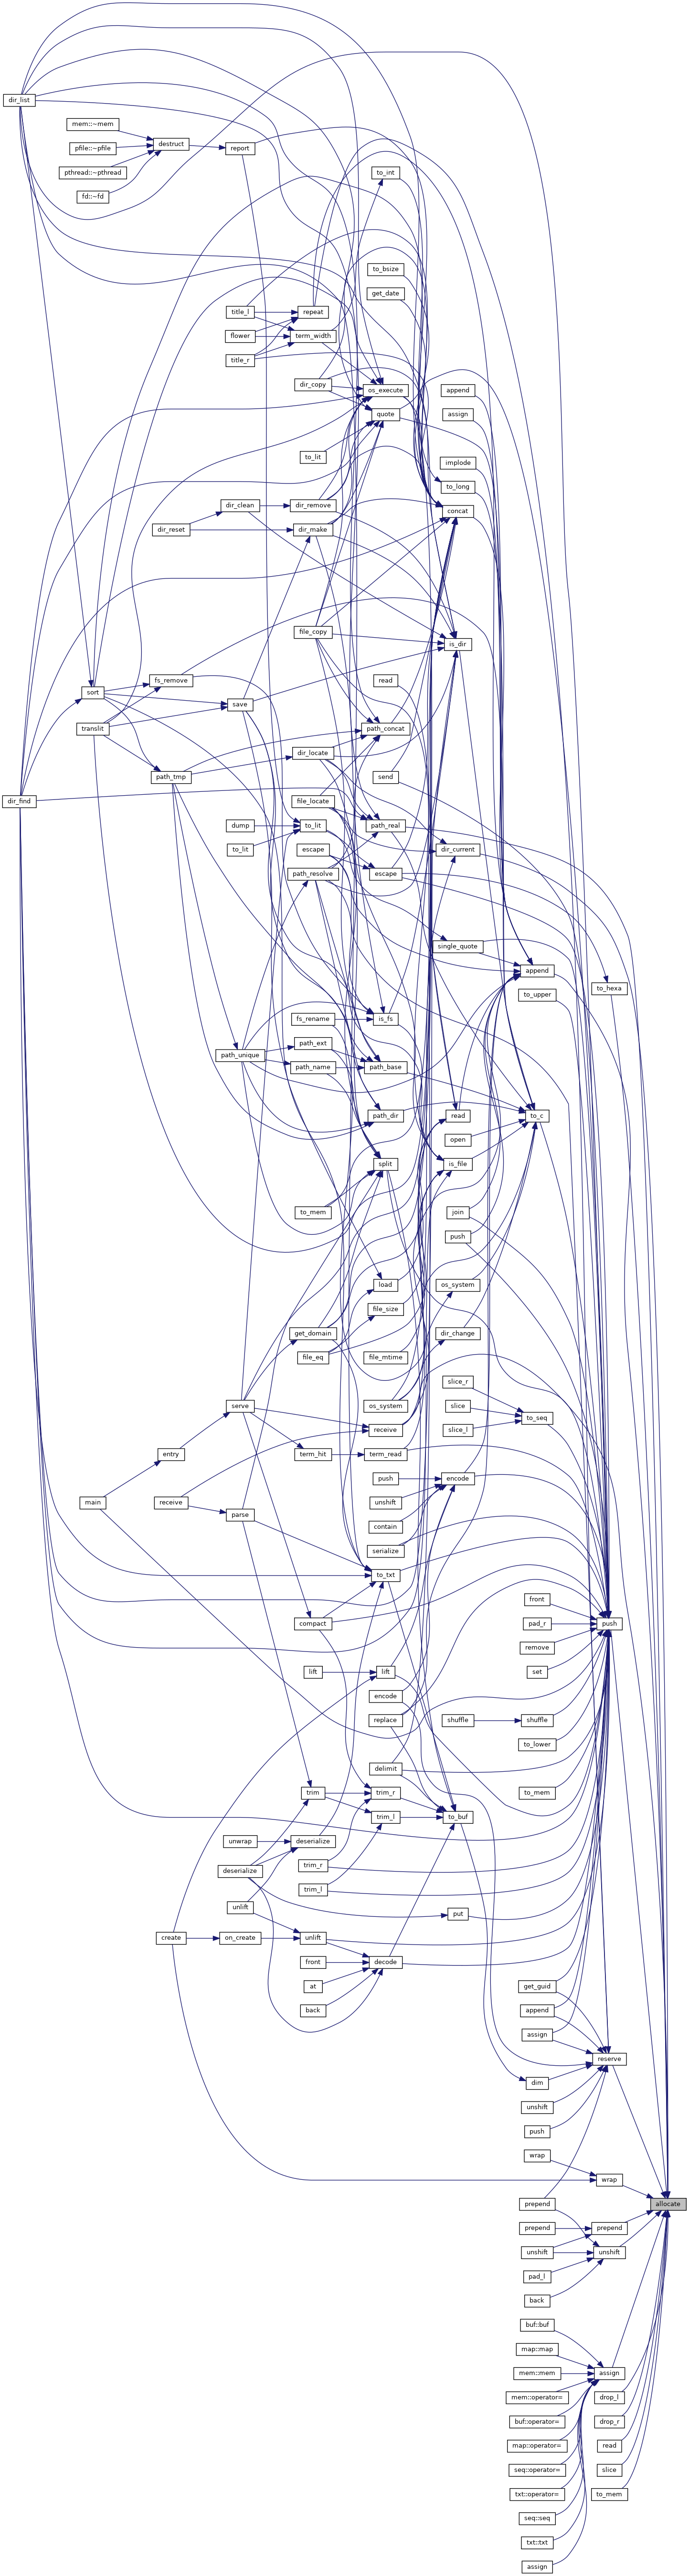 dir_list
mem::~mem
destruct
pfile::~pfile
report
pthread::~pthread
to_int
fd::~fd
to_bsize
get_date
title_l
repeat
flower
term_width
title_r
dir_copy
os_execute
append
quote
assign
to_lit
implode
to_long
dir_clean
dir_remove
concat
dir_reset
dir_make
file_copy
is_dir
fs_remove
read
sort
save
translit
path_concat
dir_locate
path_tmp
send
dir_find
file_locate
to_lit
path_real
dump
escape
dir_current
to_lit
path_resolve
escape
single_quote
append
to_hexa
to_upper
fs_rename
is_fs
path_ext
path_unique
path_name
path_base
path_dir
read
to_c
open
split
is_file
to_mem
join
push
load
os_system
file_size
get_domain
dir_change
file_eq
file_mtime
slice_r
serve
os_system
slice
to_seq
receive
slice_l
entry
term_hit
term_read
push
encode
main
receive
unshift
parse
contain
serialize
to_txt
front
compact
pad_r
push
remove
lift
lift
set
encode
replace
shuffle
shuffle
to_lower
delimit
trim
trim_r
to_mem
trim_l
to_buf
unwrap
deserialize
trim_r
deserialize
trim_l
unlift
put
create
on_create
unlift
front
decode
at
get_guid
back
append
assign
reserve
dim
unshift
push
wrap
wrap
prepend
allocate
prepend
prepend
unshift
unshift
pad_l
back
buf::buf
map::map
mem::mem
assign
mem::operator=
drop_l
buf::operator=
drop_r
map::operator=
read
seq::operator=
slice
txt::operator=
to_mem
seq::seq
txt::txt
assign